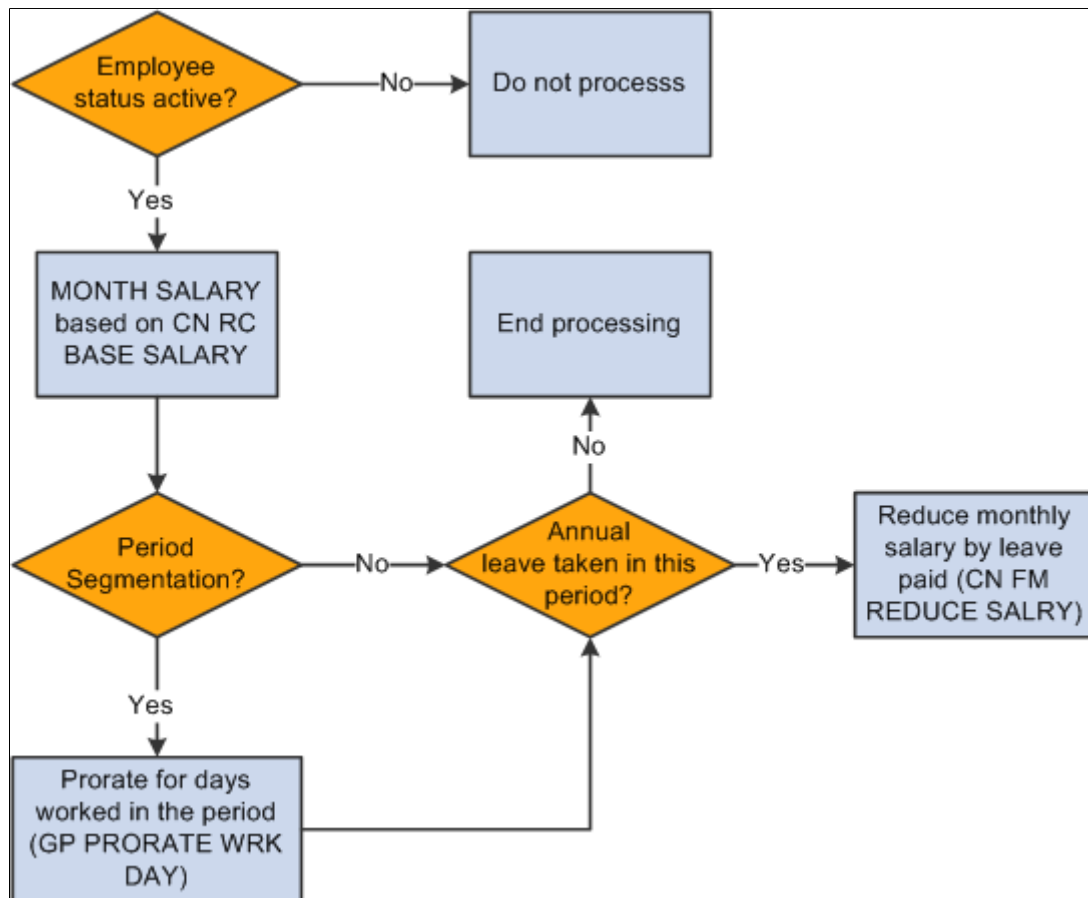 Employee
status active?
No
Do not processs
Yes
MONTH SALARY
based on CN RC
BASE SALARY
End processing
No
Period
Segmentation?
No
Annual
leave taken in this
period?
Yes
Reduce monthly
salary by leave
paid (CN FM
REDUCE SALRY)
Yes
Prorate for days
worked in the period
(GP PRORATE WRK
DAY)